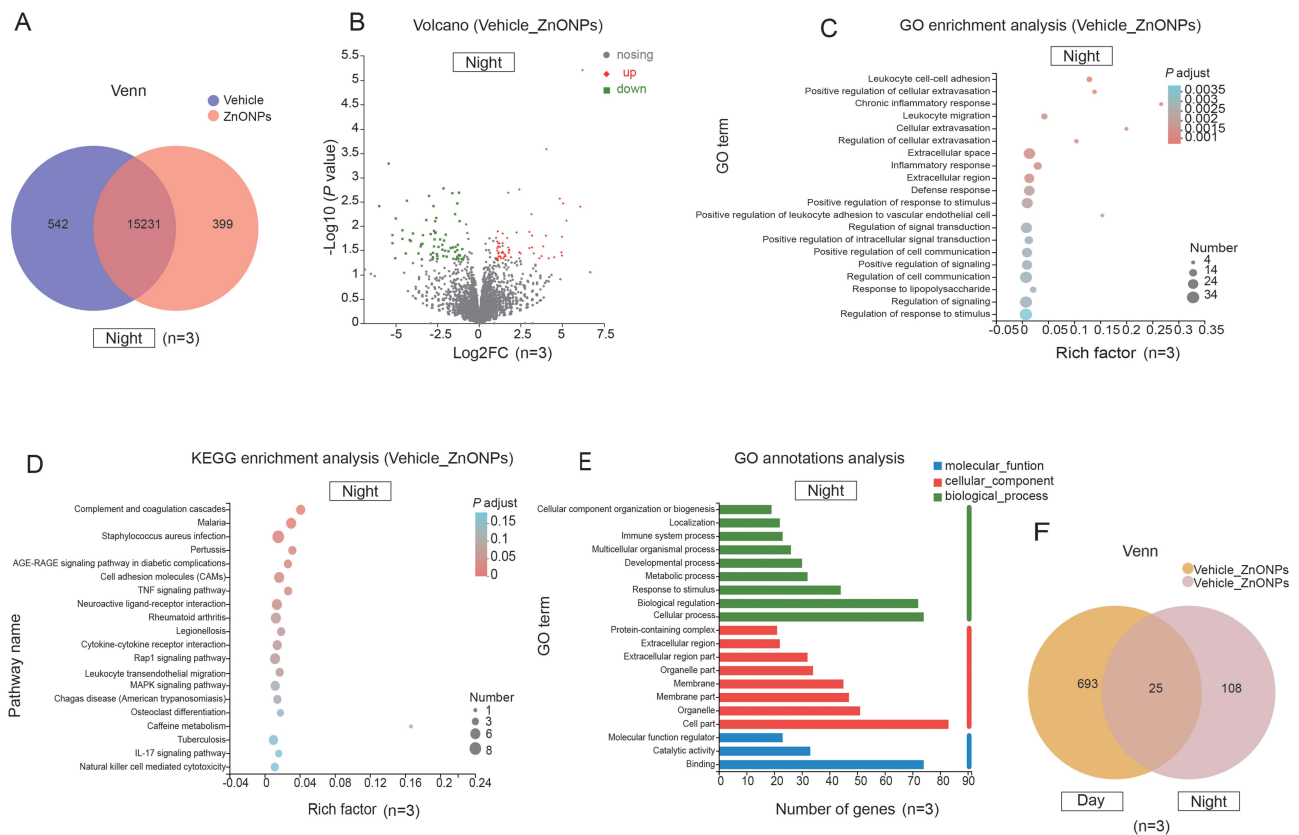 A
Venn
Vehicle
ZnONPs
542
15231
399
Night (n=3)
B
Volcano (Vehicle_ZnONPs)
Night
nosing
up
down
-Log10 (P value)
5.5
5
4.5
4
3.5
3
2.5
2
1.5
1
0.5
0
-5
-2.5
0
2.5
5
7.5
Log2FC (n=3)
C
GO enrichment analysis (Vehicle_ZnONPs)
Night
GO term
Leukocyte cell-cell adhesion
Positive regulation of cellular extravasation
Chronic inflammatory response
Leukocyte migration
Cellular extravasation
Regulation of cellular extravasation
Extracellular space
Inflammatory response
Extracellular region
Defense response
Positive regulation of response to stimulus
Positive regulation of leukocyte adhesion to vascular endothelial cell
Regulation of signal transduction
Positive regulation of intracellular signal transduction
Positive regulation of cell communication
Positive regulation of signaling
Regulation of cell communication
Response to lipopolysaccharide
Regulation of signaling
Regulation of response to stimulus
-0.05
0
0.05
0.1
0.15
0.2
0.25
0.3
0.35
Rich factor (n=3)
P adjust
0.0035
0.003
0.0025
0.002
0.0015
0.001
Number
4
14
24
34
D
KEGG enrichment analysis (Vehicle_ZnONPs)
Night
Pathway name
Complement and coagulation cascades
Malaria
Staphylococcus aureus infection
Pertussis
AGE-RAGE signaling pathway in diabetic complications
Cell adhesion molecules (CAMs)
TNF signaling pathway
Neuroactive ligand-receptor interaction
Rheumatoid arthritis
Legionellosis
Cytokine-cytokine receptor interaction
Rap1 signaling pathway
Leukocyte transendothelial migration
MAPK signaling pathway
Chagas disease (American trypanosomiasis)
Osteoclast differentiation
Caffeine metabolism
Tuberculosis
IL-17 signaling pathway
Natural killer cell mediated cytotoxicity
-0.04
0
0.04
0.08
0.12
0.16
0.2
0.24
Rich factor (n=3)
P adjust
0.15
0.1
0.05
0
Number
1
3
6
8
E
GO annotations analysis
Night
molecular_funtion
cellular_component
biological_process
GO term
Cellular component organization or biogenesis
Localization
Immune system process
Multicellular organismal process
Developmental process
Metabolic process
Response to stimulus
Biological regulation
Cellular process
Protein-containing complex
Extracellular region
Extracellular region part
Organelle part
Membrane
Membrane part
Organelle
Cell part
Molecular function regulator
Catalytic activity
Binding
0
10
20
30
40
50
60
70
80
90
Number of genes (n=3)
F
Venn
Vehicle_ZnONPs
Vehicle_ZnONPs
693
25
108
Day
Night
(n=3)